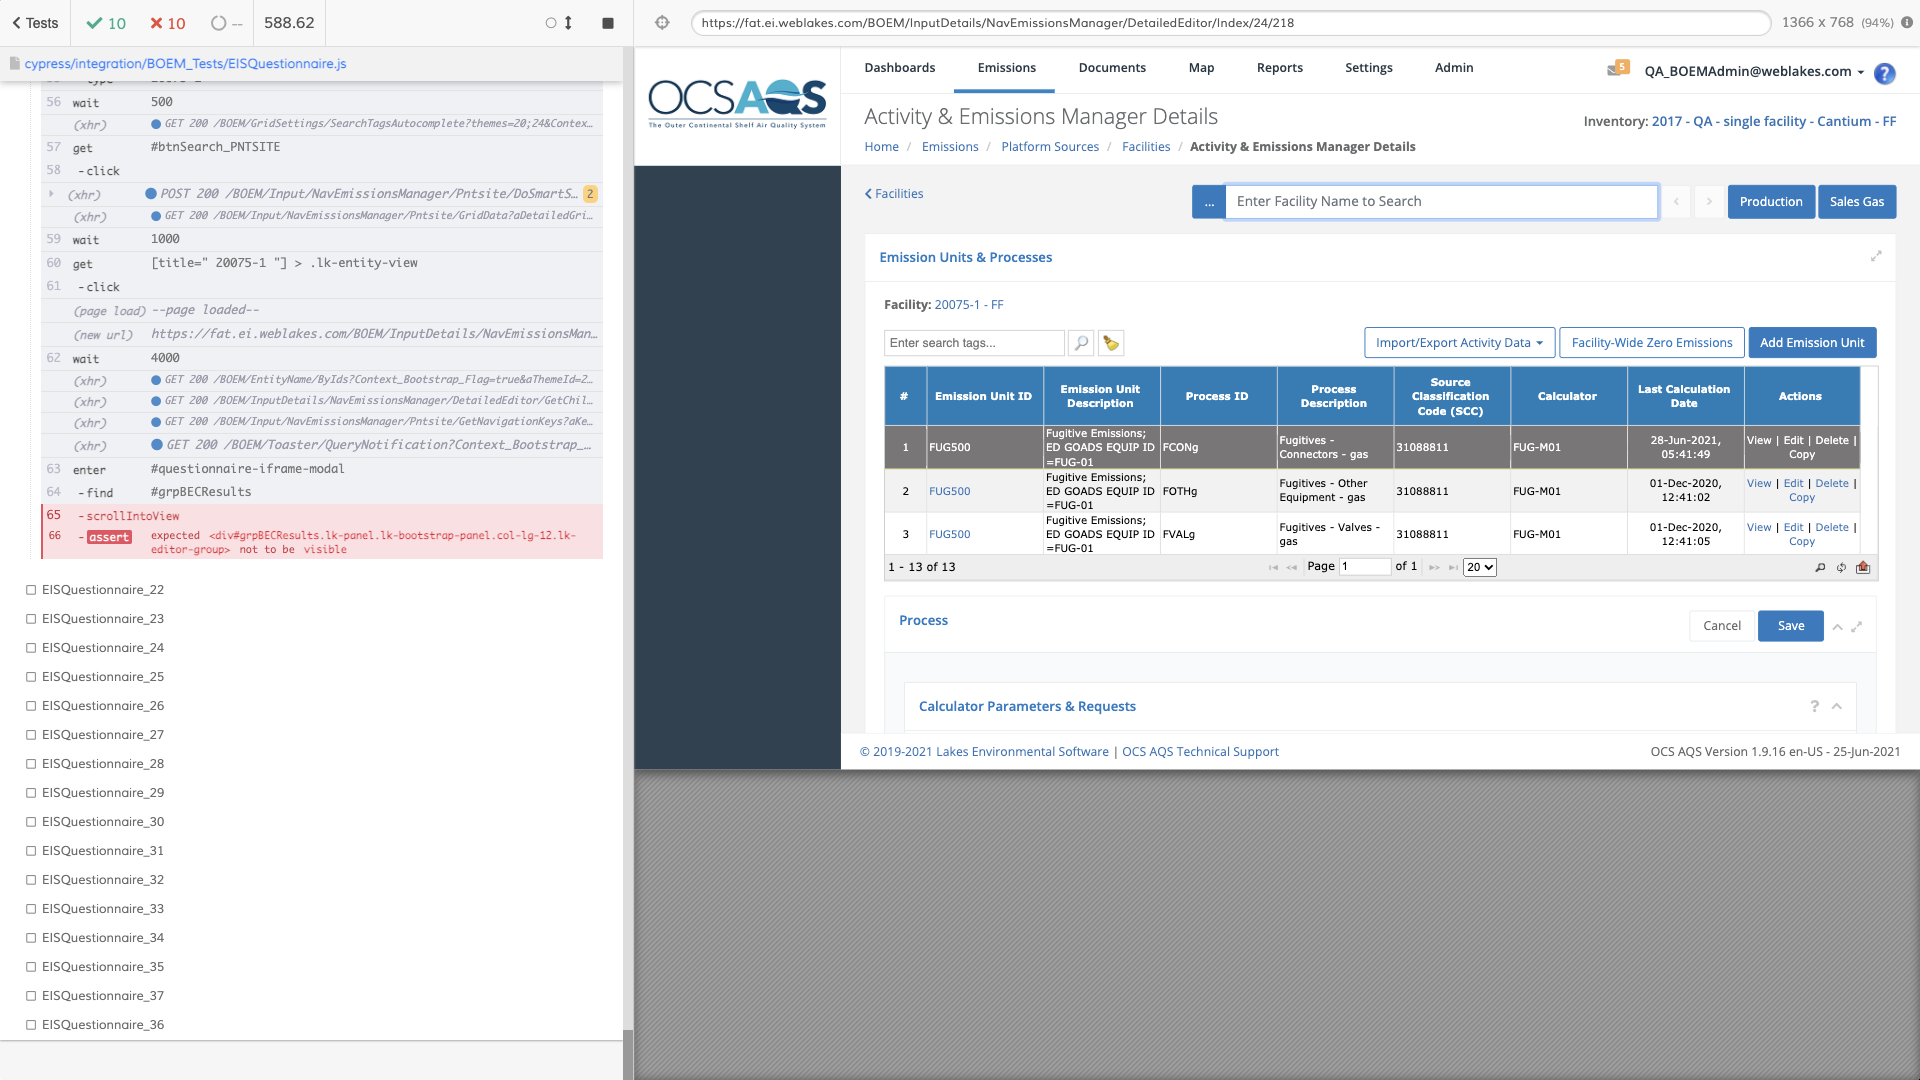 Tests
10
10
--
588.62
cypress/integration/BOEM_Tests/EISQuestionnaire.js
56 wait 500
(xhr) GET 200 /BOEM/GridSettings/SearchTagsAutocomplete?themes=20;24&Contex...
57 get #btnSearch_PNTSITE
58 -click
(xhr) POST 200 /BOEM/Input/NavEmissionsManager/Pntsite/DoSmartS... 2
(xhr) GET 200 /BOEM/Input/NavEmissionsManager/Pntsite/GridData?aDetailedGri...
59 wait 1000
60 get [title=" 20075-1 "] > .lk-entity-view
61 -click
(page load) --page loaded--
(new url) https://fat.ei.weblakes.com/BOEM/InputDetails/NavEmissionsMan...
62 wait 4000
(xhr) GET 200 /BOEM/EntityName/ByIds?Context_Bootstrap_Flag=true&aThemeId=2...
(xhr) GET 200 /BOEM/InputDetails/NavEmissionsManager/DetailedEditor/GetChil...
(xhr) GET 200 /BOEM/Input/NavEmissionsManager/Pntsite/GetNavigationKeys?aKe...
(xhr) GET 200 /BOEM/Toaster/QueryNotification?Context_Bootstrap_...
63 enter #questionnaire-iframe-modal
64 -find #grpBECResults
65 -scrollIntoView
66 -assert expected <div#grpBECResults.lk-panel.lk-bootstrap-panel.col-lg-12.lk-
editor-group> not to be visible
EISQuestionnaire_22
EISQuestionnaire_23
EISQuestionnaire_24
EISQuestionnaire_25
EISQuestionnaire_26
EISQuestionnaire_27
EISQuestionnaire_28
EISQuestionnaire_29
EISQuestionnaire_30
EISQuestionnaire_31
EISQuestionnaire_32
EISQuestionnaire_33
EISQuestionnaire_34
EISQuestionnaire_35
EISQuestionnaire_37
EISQuestionnaire_36
https://fat.ei.weblakes.com/BOEM/InputDetails/NavEmissionsManager/DetailedEditor/Index/24/218
1366 x 768 (94%)
OCSAQS
The Outer Continental Shelf Air Quality System
Dashboards Emissions Documents Map Reports Settings Admin
5 QA_BOEMAdmin@weblakes.com ?
Activity & Emissions Manager Details
Inventory: 2017 - QA - single facility - Cantium - FF
Home / Emissions / Platform Sources / Facilities / Activity & Emissions Manager Details
Facilities
... Enter Facility Name to Search
Production Sales Gas
Emission Units & Processes
Facility: 20075-1 - FF
Enter search tags...
Import/Export Activity Data Facility-Wide Zero Emissions Add Emission Unit
# Emission Unit ID Emission Unit Description Process ID Process Description Source Classification Code (SCC) Calculator Last Calculation Date Actions
1 FUG500 Fugitive Emissions; ED GOADS EQUIP ID =FUG-01 FCONg Fugitives - Connectors - gas 31088811 FUG-M01 28-Jun-2021, 05:41:49 View | Edit | Delete | Copy
2 FUG500 Fugitive Emissions; ED GOADS EQUIP ID =FUG-01 FOTHg Fugitives - Other Equipment - gas 31088811 FUG-M01 01-Dec-2020, 12:41:02 View | Edit | Delete | Copy
3 FUG500 Fugitive Emissions; ED GOADS EQUIP ID =FUG-01 FVALg Fugitives - Valves - gas 31088811 FUG-M01 01-Dec-2020, 12:41:05 View | Edit | Delete | Copy
1 - 13 of 13
Page 1 of 1 20
Process
Cancel Save
Calculator Parameters & Requests ?
© 2019-2021 Lakes Environmental Software | OCS AQS Technical Support
OCS AQS Version 1.9.16 en-US - 25-Jun-2021